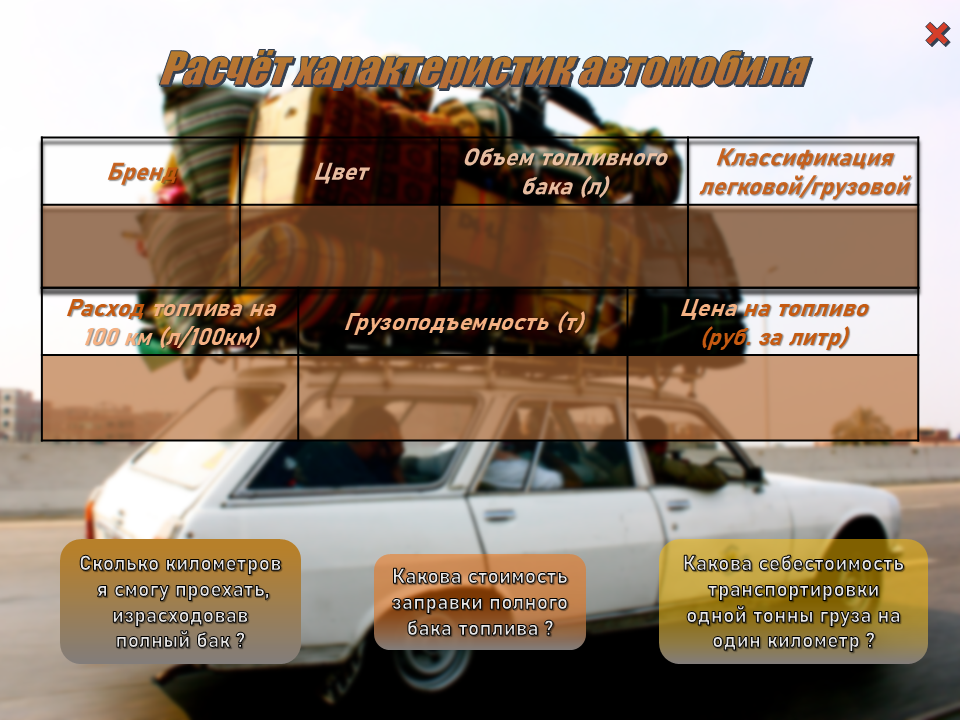 Расчёт характеристик автомобиля
Бренд
Цвет
Объем топливного
бака (л)
Классификация
легковой/грузовой
Расход топлива на
100 км (л/100км)
Грузоподъемность (т)
Цена на топливо
(руб. за литр)
Сколько километров
я смогу проехать,
израсходовав
полный бак ?
Какова стоимость
заправки полного
бака топлива ?
Какова себестоимость
транспортировки
одной тонны груза на
один километр ?